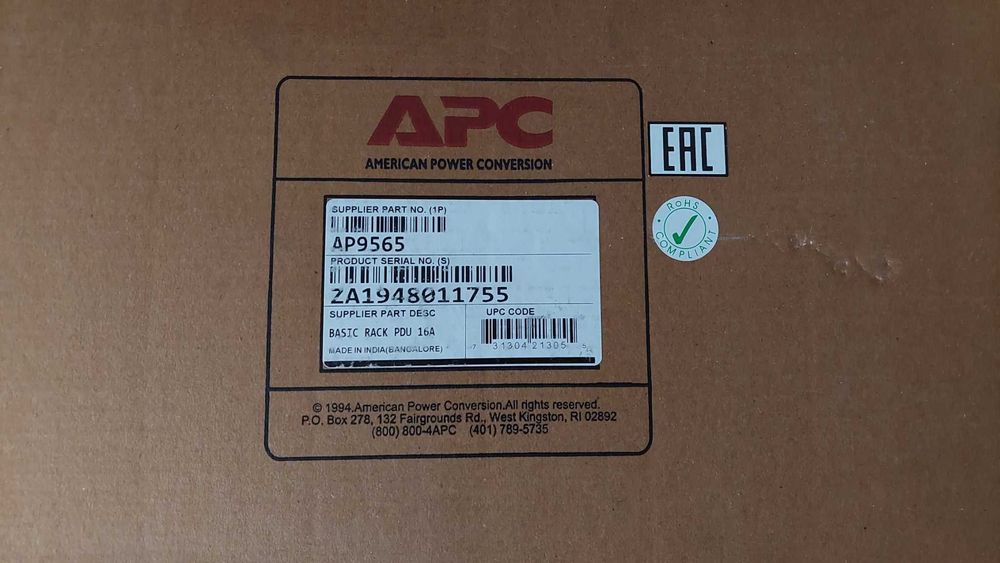 APC
AMERICAN POWER CONVERSION
EAC
RoHS
COMPLIANT
SUPPLIER PART NO. (1P)
AP9565
PRODUCT SERIAL NO. (S)
ZA1948011755
SUPPLIER PART DESC
BASIC RACK PDU 16A
MADE IN INDIA(BANGALORE)
UPC CODE
7 31304 21305 5
© 1994.American Power Conversion.All rights reserved.
P.O. Box 278, 132 Fairgrounds Rd., West Kingston, RI 02892
(800) 800-4APC (401) 789-5735